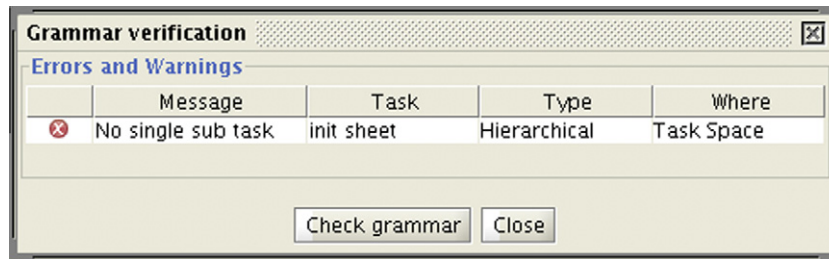 Grammar verification
Errors and Warnings
Message Task Type Where
No single sub task init sheet Hierarchical Task Space
Check grammar Close